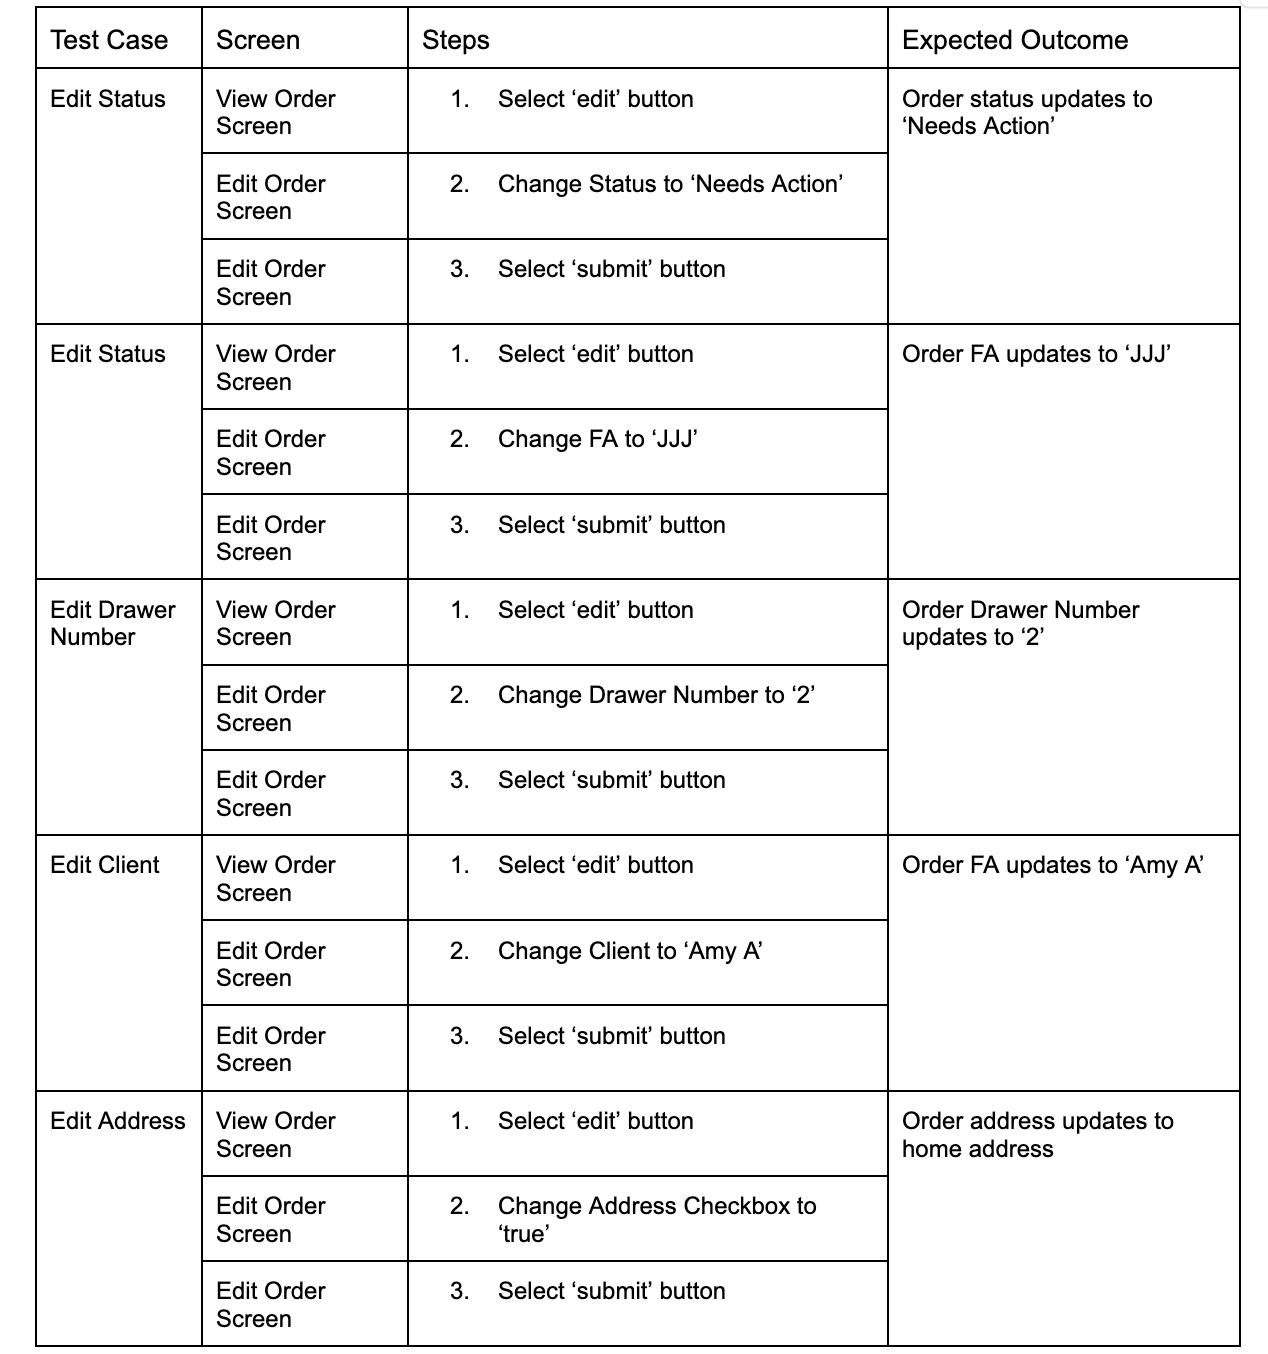 Test Case Screen Steps Expected Outcome
Edit Status View Order 1. Select ‘edit’ button Order status updates to
Screen ‘Needs Action’
Edit Order 2. Change Status to ‘Needs Action’
Screen
Edit Order 3. Select ‘submit’ button
Screen
Edit Status View Order 1. Select ‘edit’ button Order FA updates to ‘JJJ’
Screen
Edit Order 2. Change FA to ‘JJJ’
Screen
Edit Order 3. Select ‘submit’ button
Screen
Edit Drawer View Order 1. Select ‘edit’ button Order Drawer Number
Number Screen updates to ‘2’
Edit Order 2. Change Drawer Number to ‘2’
Screen
Edit Order 3. Select ‘submit’ button
Screen
Edit Client View Order 1. Select ‘edit’ button Order FA updates to ‘Amy A’
Screen
Edit Order 2. Change Client to ‘Amy A’
Screen
Edit Order 3. Select ‘submit’ button
Screen
Edit Address View Order 1. Select ‘edit’ button Order address updates to
Screen home address
Edit Order 2. Change Address Checkbox to
Screen ‘true’
Edit Order 3. Select ‘submit’ button
Screen